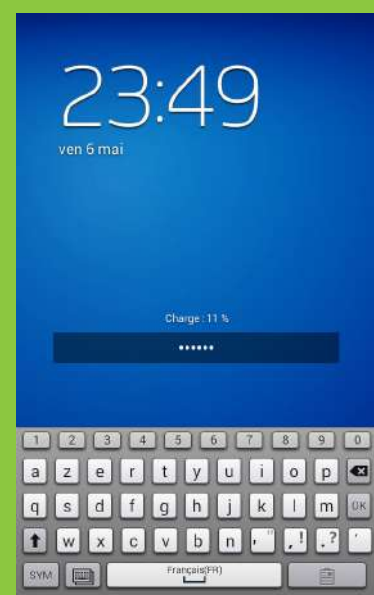 23:49
ven 6 mai
Charge : 11 %
••••••
1 2 3 4 5 6 7 8 9 0
a z e r t y u i o p
q s d f g h j k l m OK
w x c v b n , " , ! . ? '
SYM Français(FR)